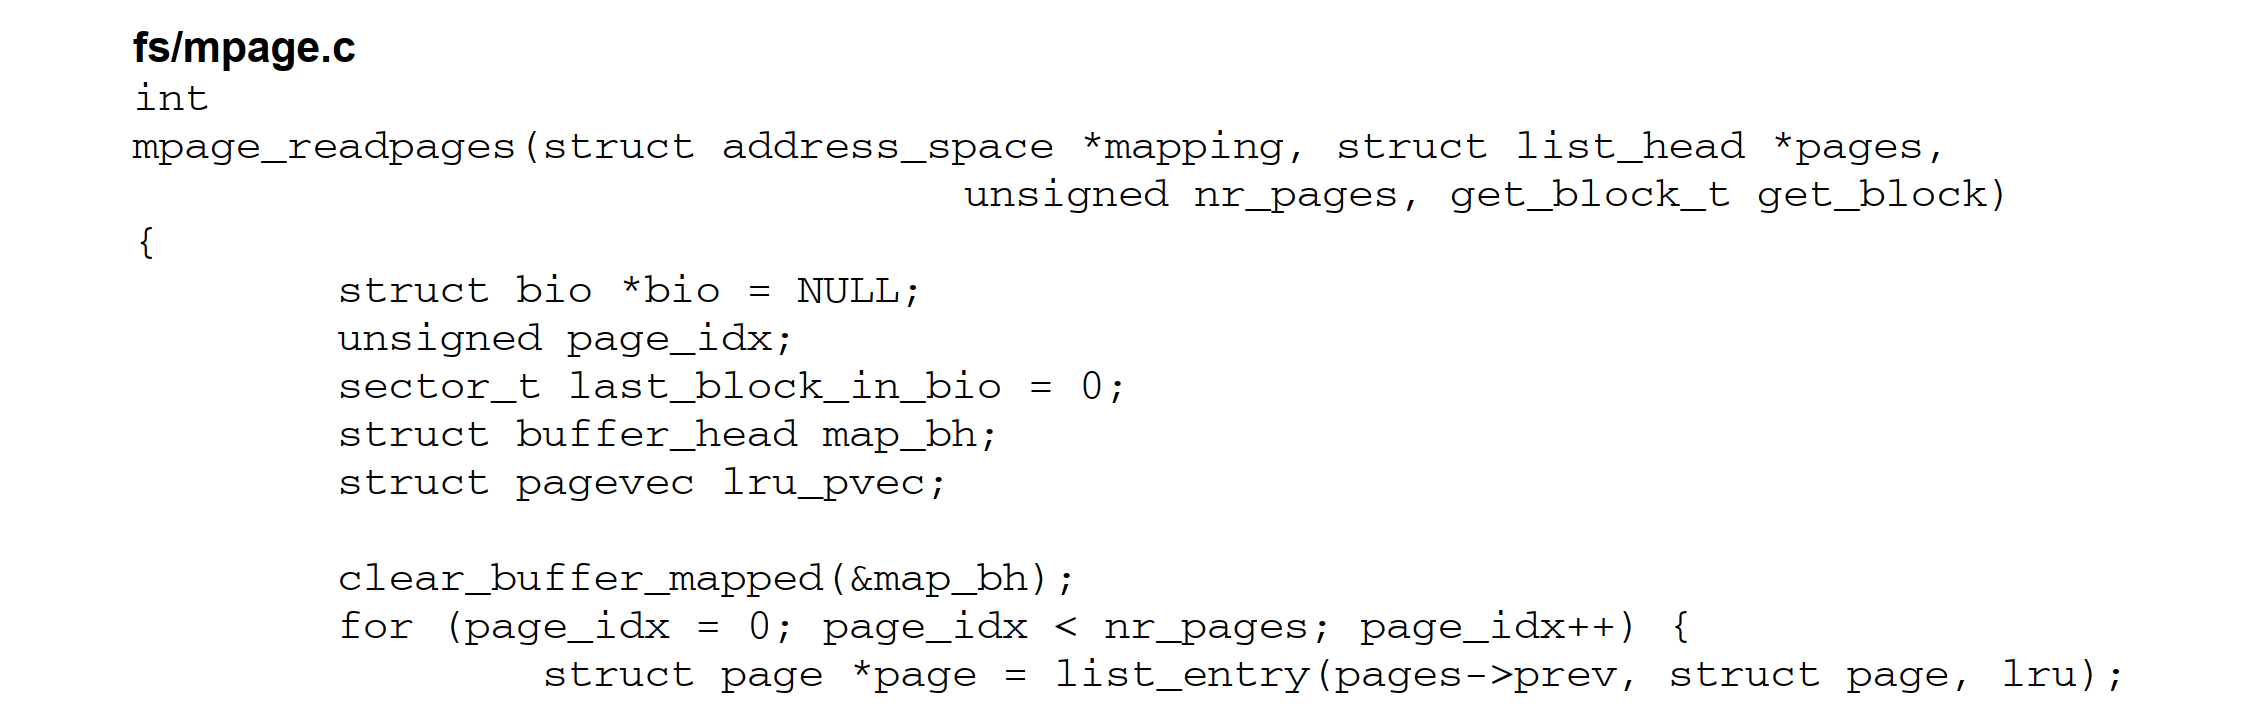 fs/mpage.c
int
mpage_readpages(struct address_space *mapping, struct list_head *pages,
unsigned nr_pages, get_block_t get_block)
{
struct bio *bio = NULL;
unsigned page_idx;
sector_t last_block_in_bio = 0;
struct buffer_head map_bh;
struct pagevec lru_pvec;
clear_buffer_mapped(&map_bh);
for (page_idx = 0; page_idx < nr_pages; page_idx++) {
struct page *page = list_entry(pages->prev, struct page, lru);